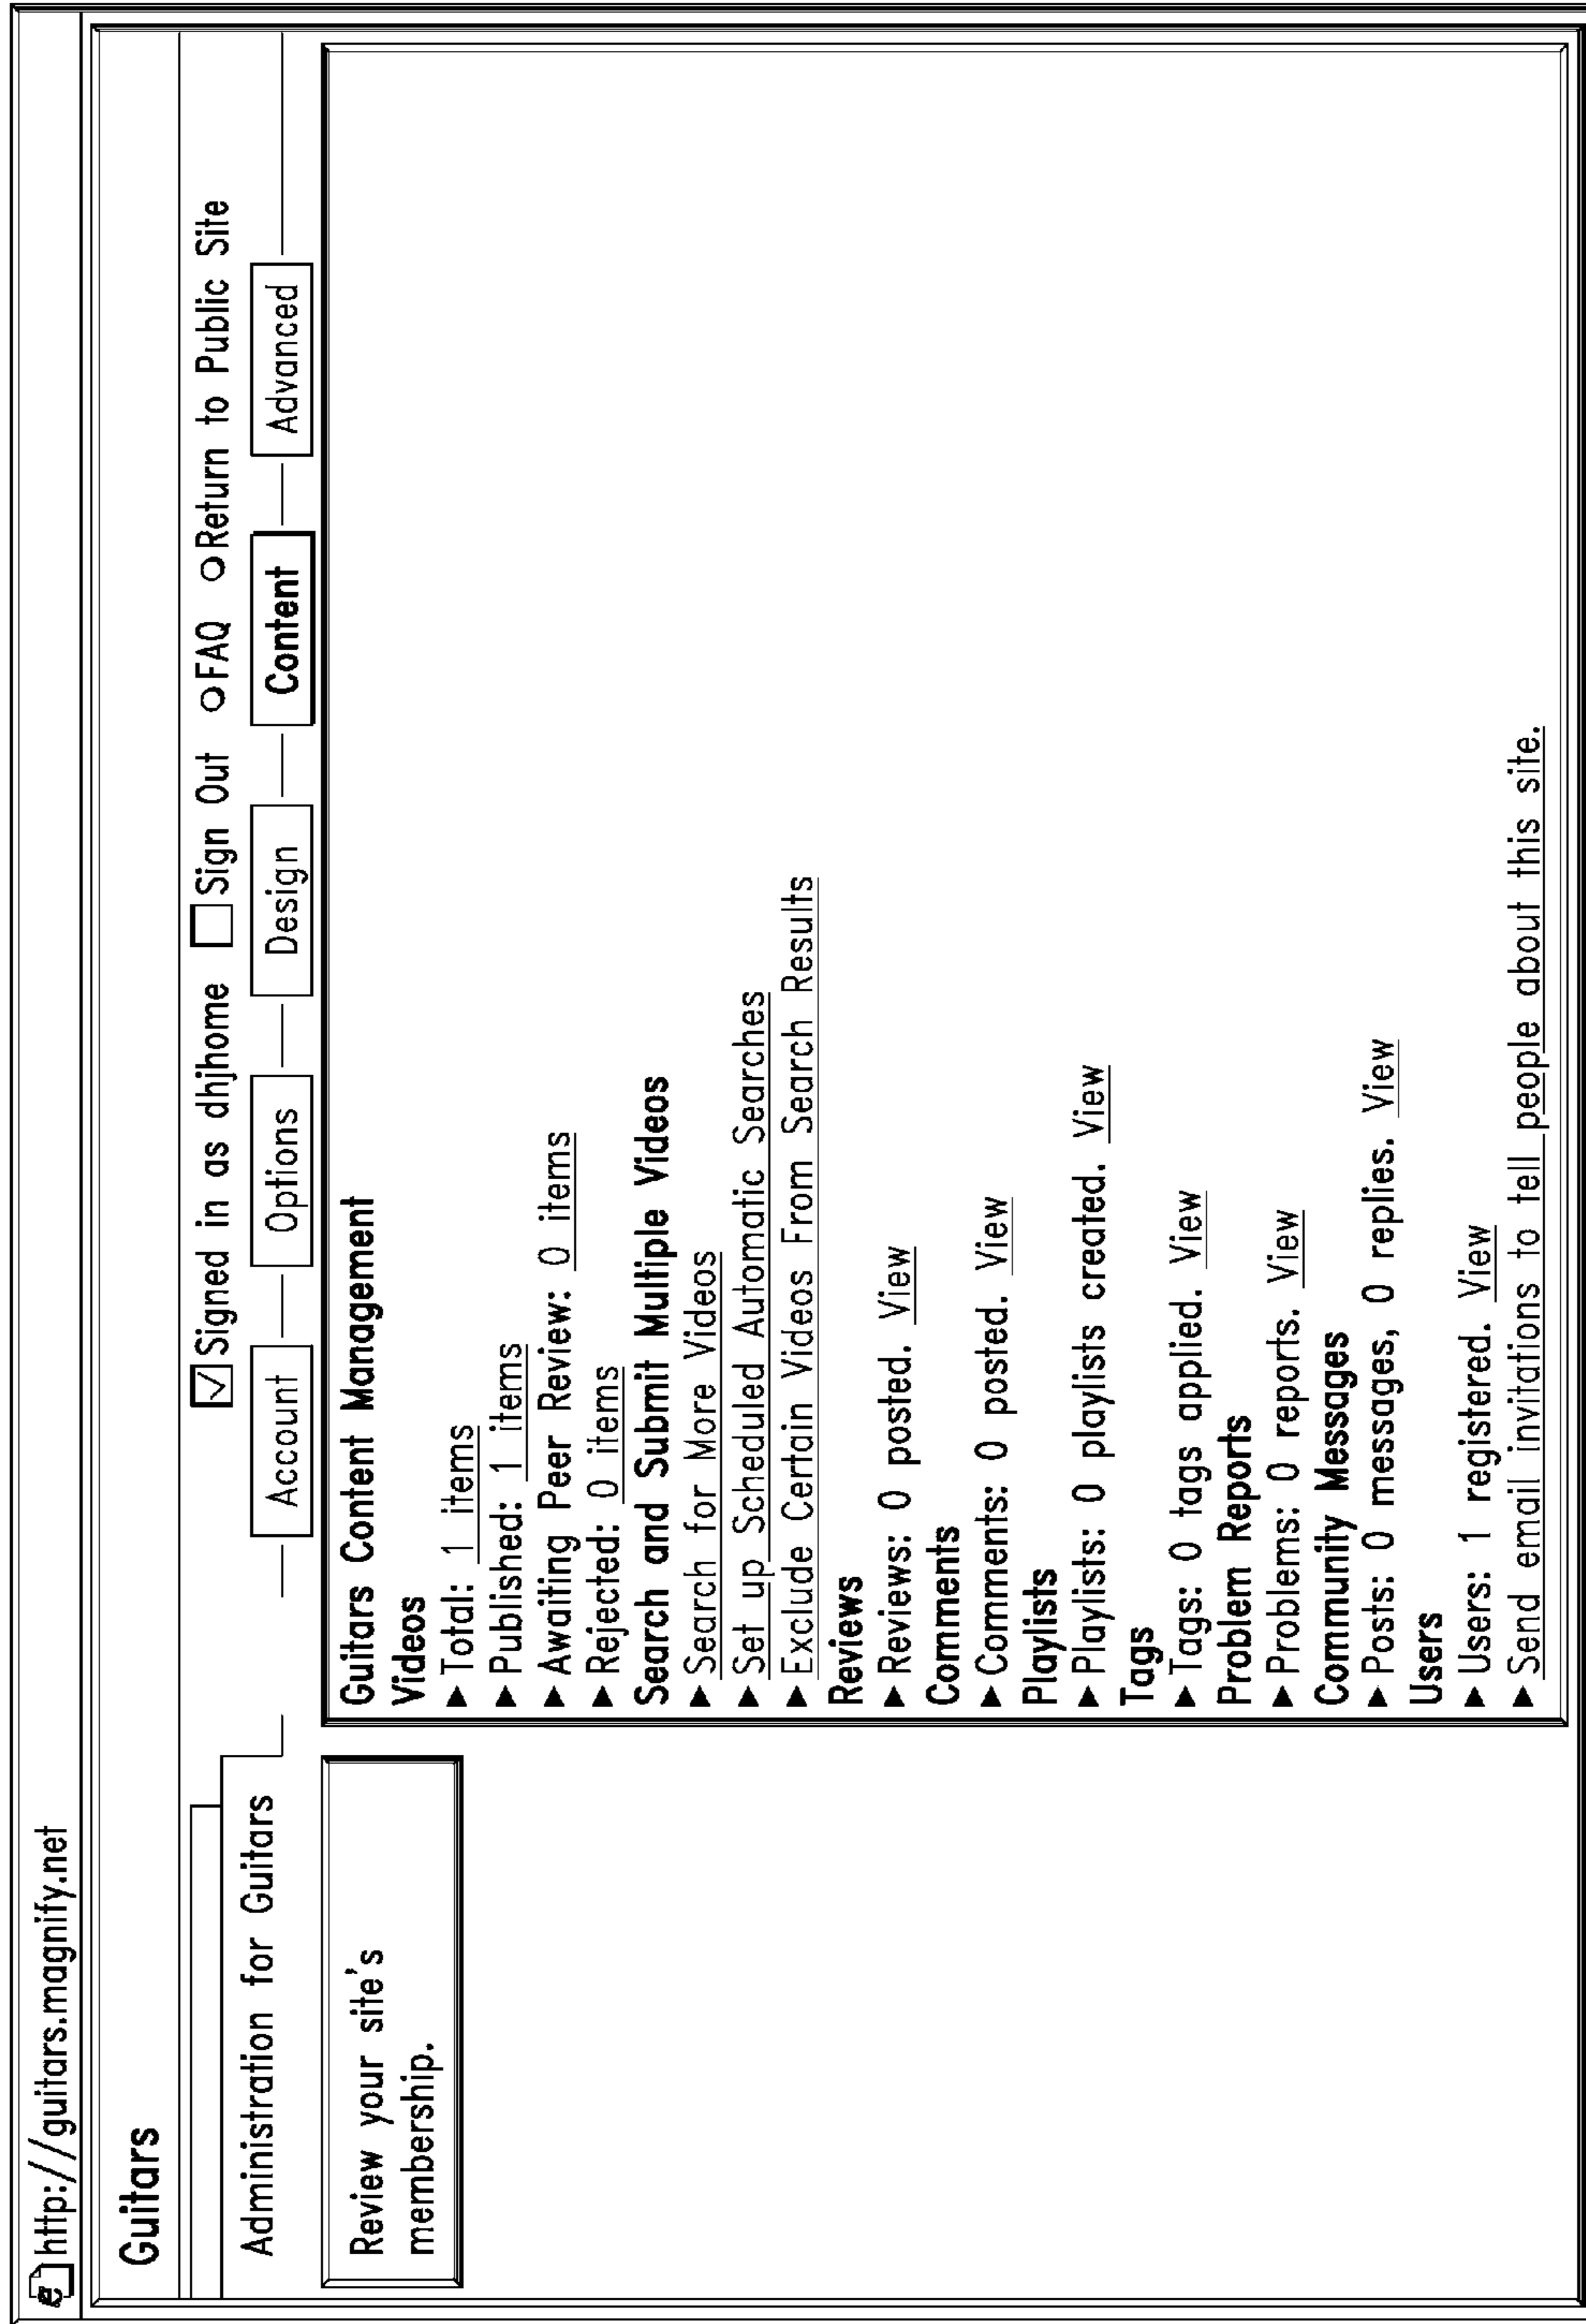 http://guitars.magnify.net
Guitars
Signed in as dhjhome Sign Out FAQ Return to Public Site
Administration for Guitars
Account Options Design Content Advanced
Review your site's
membership.
Guitars Content Management
Videos
Total: 1 items
Published: 1 items
Awaiting Peer Review: 0 items
Rejected: 0 items
Search and Submit Multiple Videos
Search for More Videos
Set up Scheduled Automatic Searches
Exclude Certain Videos From Search Results
Reviews
Reviews: 0 posted. View
Comments
Comments: 0 posted. View
Playlists
Playlists: 0 playlists created. View
Tags
Tags: 0 tags applied. View
Problem Reports
Problems: 0 reports. View
Community Messages
Posts: 0 messages, 0 replies. View
Users
Users: 1 registered. View
Send email invitations to tell people about this site.